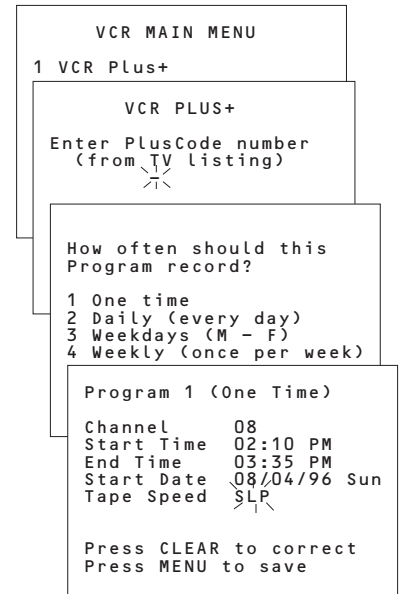 VCR MAIN MENU
1 VCR Plus+
VCR PLUS+
Enter PlusCode number
(from TV listing)
How often should this
Program record?
1 One time
2 Daily (every day)
3 Weekdays (M – F)
4 Weekly (once per week)
Program 1 (One Time)
Channel 08
Start Time 02:10 PM
End Time 03:35 PM
Start Date 08/04/96 Sun
Tape Speed SLP
Press CLEAR to correct
Press MENU to save